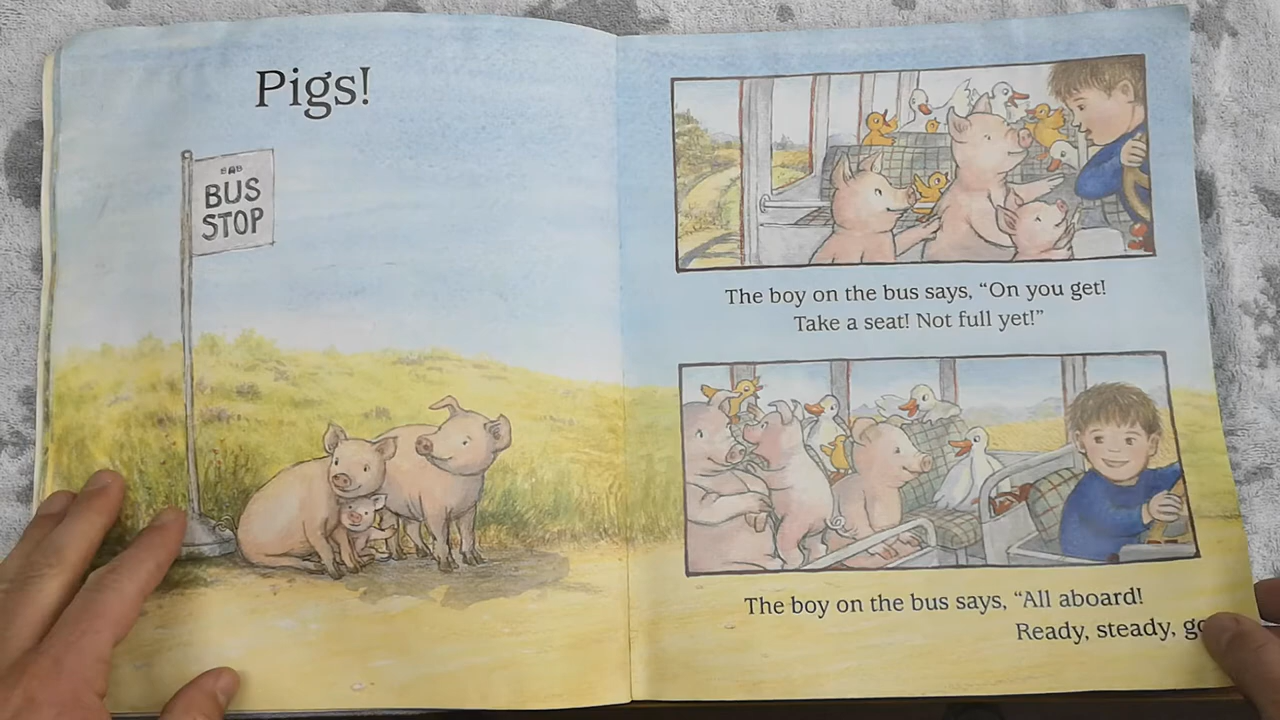 Pigs!
BUS
STOP
The boy on the bus says, “On you get!
Take a seat! Not full yet!”
The boy on the bus says, “All aboard!
Ready, steady,